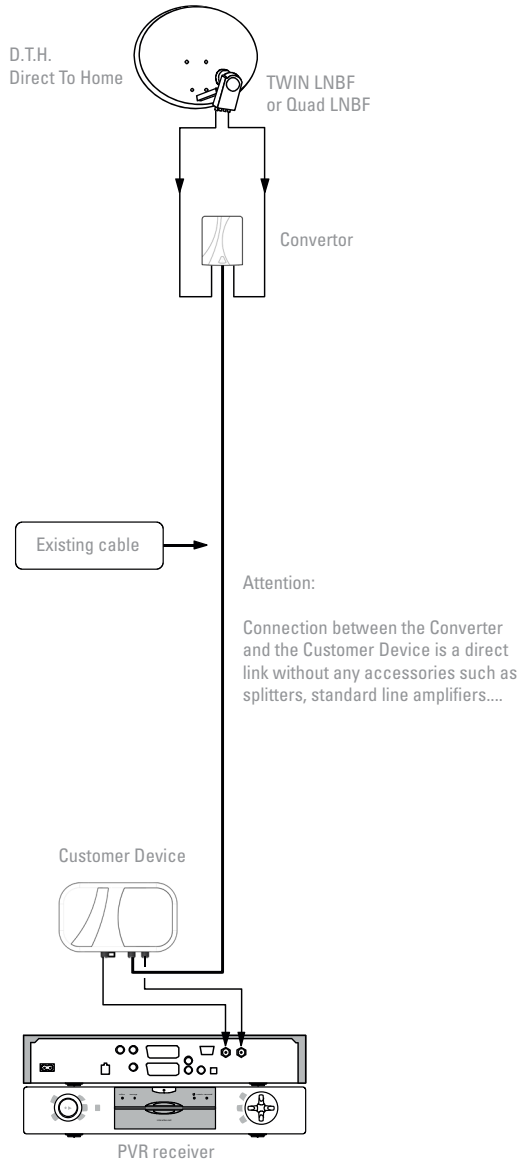 D.T.H.
Direct To Home
TWIN LNBF
or Quad LNBF
Convertor
Existing cable
Attention:
Connection between the Converter
and the Customer Device is a direct
link without any accessories such as
splitters, standard line amplifiers....
Customer Device
PVR receiver